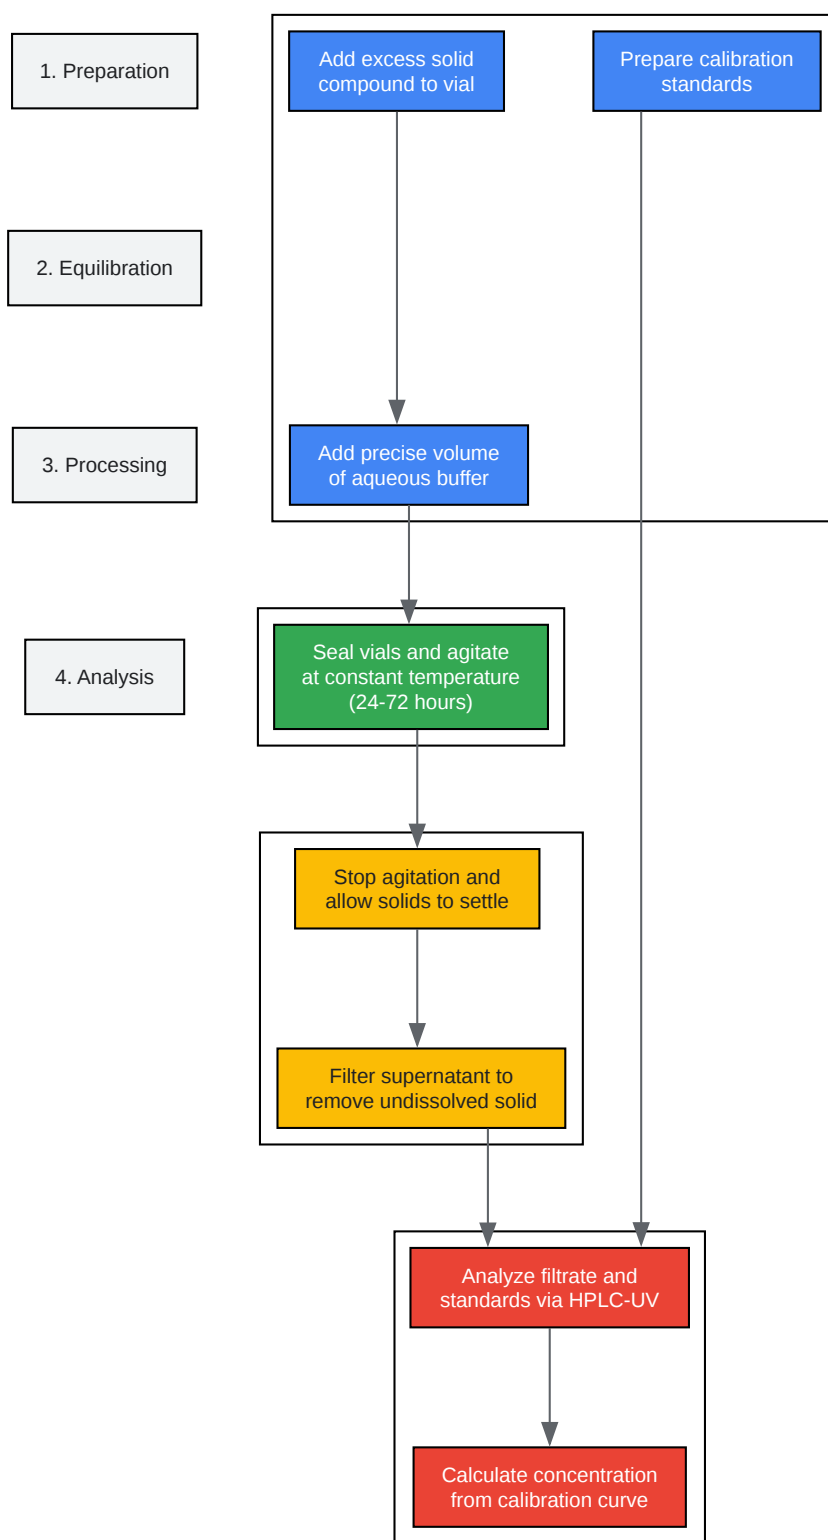 1. Preparation
Add excess solid
compound to vial
Prepare calibration
standards
2. Equilibration
3. Processing
Add precise volume
of aqueous buffer
4. Analysis
Seal vials and agitate
at constant temperature
(24-72 hours)
Stop agitation and
allow solids to settle
Filter supernatant to
remove undissolved solid
Analyze filtrate and
standards via HPLC-UV
Calculate concentration
from calibration curve